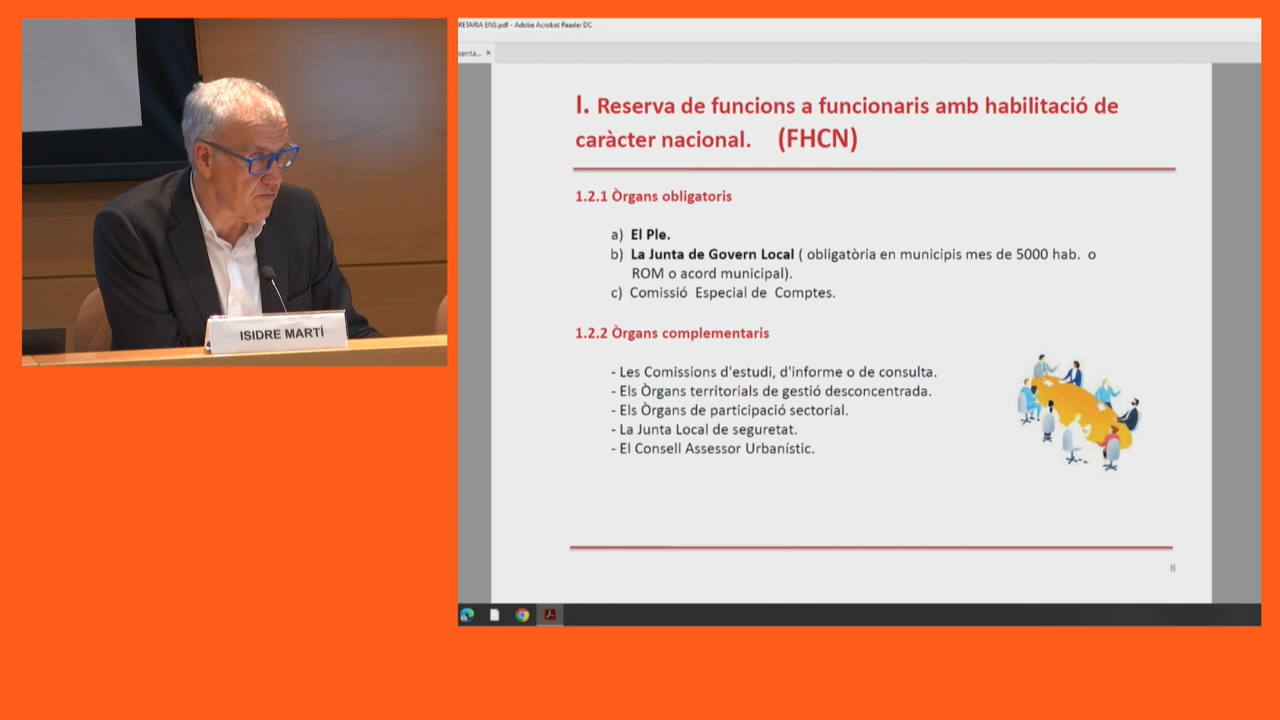 RETARIA ENS.pdf - Adobe Acrobat Reader DC
senta... ×
I. Reserva de funcions a funcionaris amb habilitació de
caràcter nacional. (FHCN)
1.2.1 Òrgans obligatoris
a) El Ple.
b) La Junta de Govern Local ( obligatòria en municipis mes de 5000 hab. o
ROM o acord municipal).
c) Comissió Especial de Comptes.
1.2.2 Òrgans complementaris
- Les Comissions d'estudi, d'informe o de consulta.
- Els Òrgans territorials de gestió desconcentrada.
- Els Òrgans de participació sectorial.
- La Junta Local de seguretat.
- El Consell Assessor Urbanístic.
8
ISIDRE MARTÍ